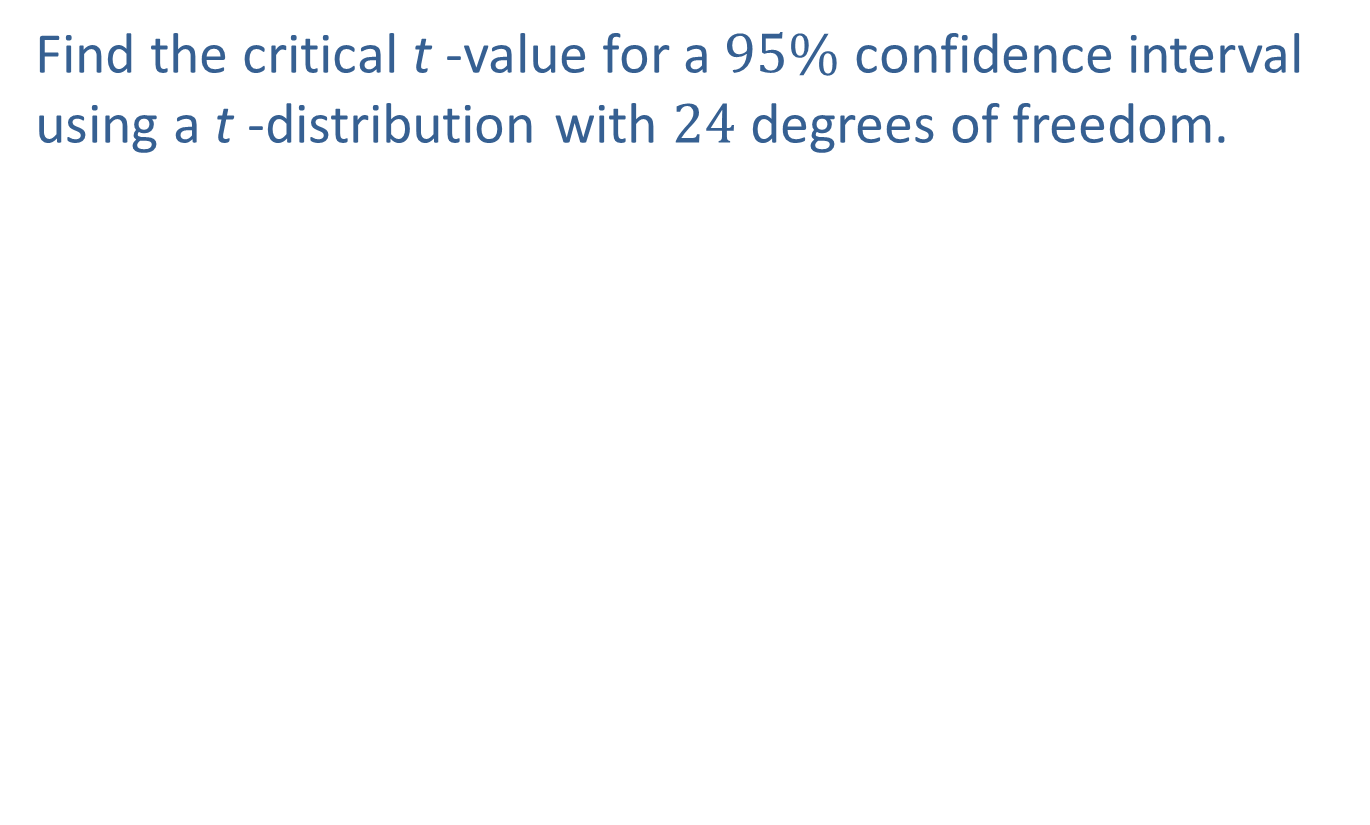 Find the critical t -value for a 95% confidence interval
using a t -distribution with 24 degrees of freedom.